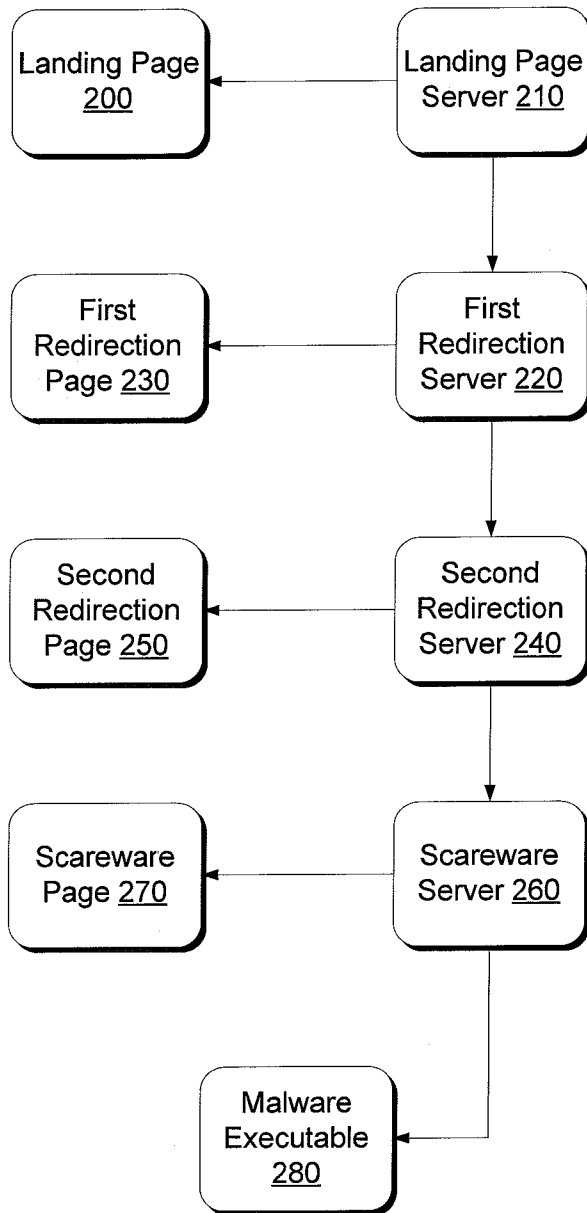 Landing Page
200
Landing Page
Server 210
First
Redirection
Page 230
First
Redirection
Server 220
Second
Redirection
Page 250
Second
Redirection
Server 240
Scareware
Page 270
Scareware
Server 260
Malware
Executable
280